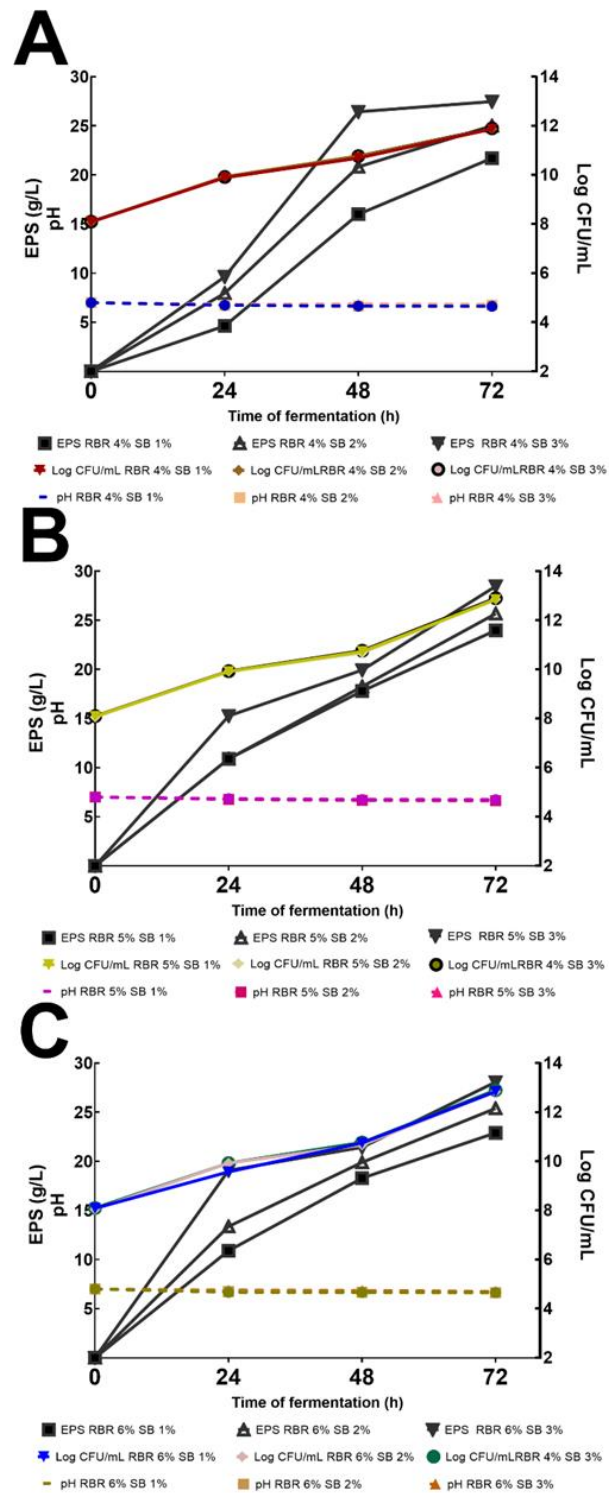 A
30
25
20
15
10
5
EPS (g/L)
pH
14
12
10
8
6
4
2
Log CFU/mL
0 24 48 72
Time of fermentation (h)
EPS RBR 4% SB 1% EPS RBR 4% SB 2% EPS RBR 4% SB 3%
Log CFU/mL RBR 4% SB 1% Log CFU/mLRBR 4% SB 2% Log CFU/mLRBR 4% SB 3%
pH RBR 4% SB 1% pH RBR 4% SB 2% pH RBR 4% SB 3%
B
30
25
20
15
10
5
EPS (g/L)
pH
14
12
10
8
6
4
2
Log CFU/mL
0 24 48 72
Time of fermentation (h)
EPS RBR 5% SB 1% EPS RBR 5% SB 2% EPS RBR 5% SB 3%
Log CFU/mL RBR 5% SB 1% Log CFU/mL RBR 5% SB 2% Log CFU/mLRBR 4% SB 3%
pH RBR 5% SB 1% pH RBR 5% SB 2% pH RBR 5% SB 3%
C
30
25
20
15
10
5
EPS (g/L)
pH
14
12
10
8
6
4
2
Log CFU/mL
0 24 48 72
Time of fermentation (h)
EPS RBR 6% SB 1% EPS RBR 6% SB 2% EPS RBR 6% SB 3%
Log CFU/mL RBR 6% SB 1% Log CFU/mL RBR 6% SB 2% Log CFU/mLRBR 4% SB 3%
pH RBR 6% SB 1% pH RBR 6% SB 2% pH RBR 6% SB 3%